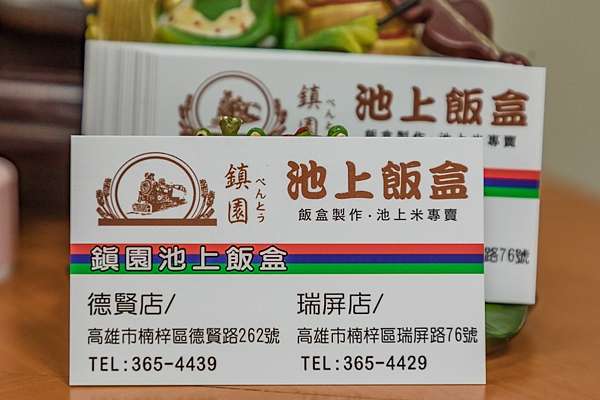 鎮園
べんとう
池上飯盒
飯盒製作·池上米專賣
路76號
鎮園
べんとう
池上飯盒
飯盒製作·池上米專賣
鎮園池上飯盒
德賢店/
高雄市楠梓區德賢路262號
TEL:365-4439
瑞屏店/
高雄市楠梓區瑞屏路76號
TEL:365-4429